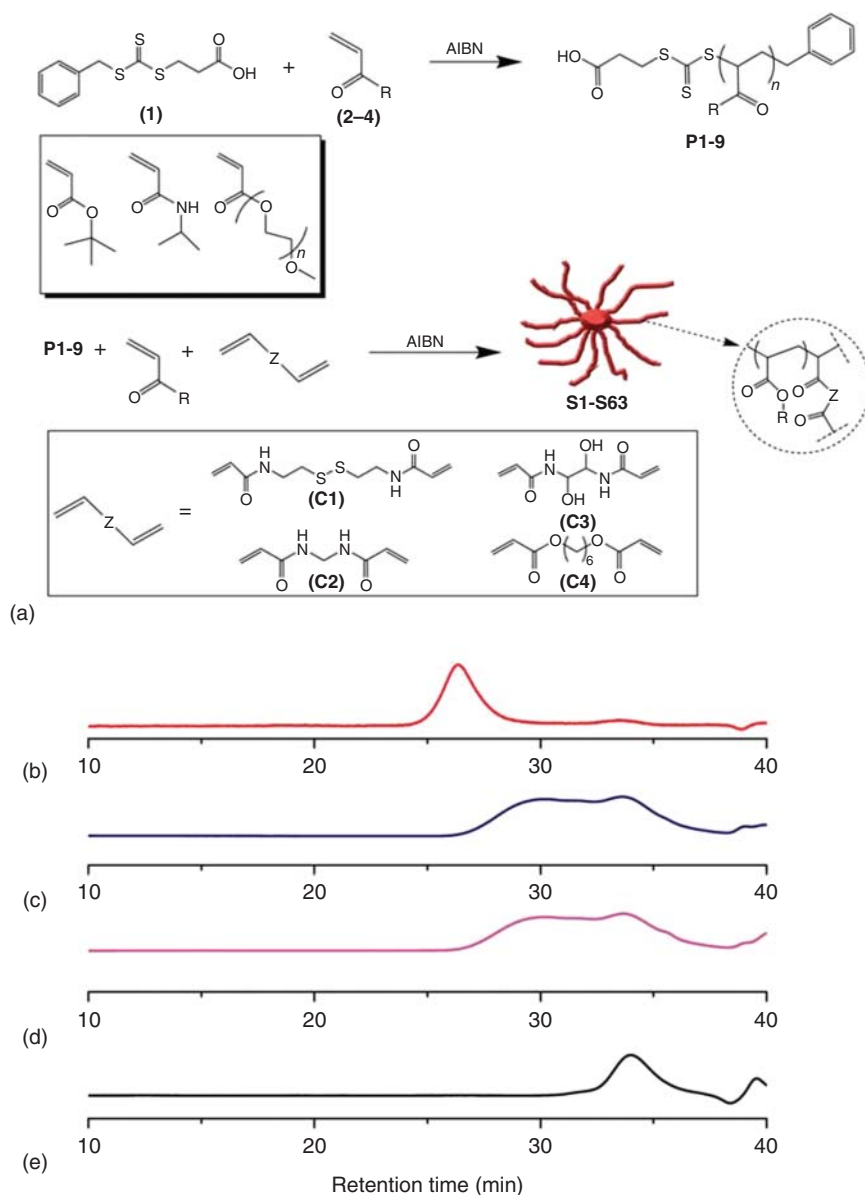 S
S
S
O
OH
(1)
+
O
R
(2–4)
AIBN
HO
O
S
S
S
n
R
O
P1-9
O
O
O
NH
O
O
n
O
P1-9 +
O
R
+
Z
AIBN
S1-S63
O
O
R
O
Z
O
Z
=
H
N
O
S
S
N
H
O
(C1)
O
H
N
OH
OH
N
H
O
(C3)
H
N
O
H
N
O
(C2)
O
O
6
O
O
(C4)
(a)
10 20 30 40
(b)
10 20 30 40
(c)
10 20 30 40
(d)
10 20 30 40
(e)
Retention time (min)